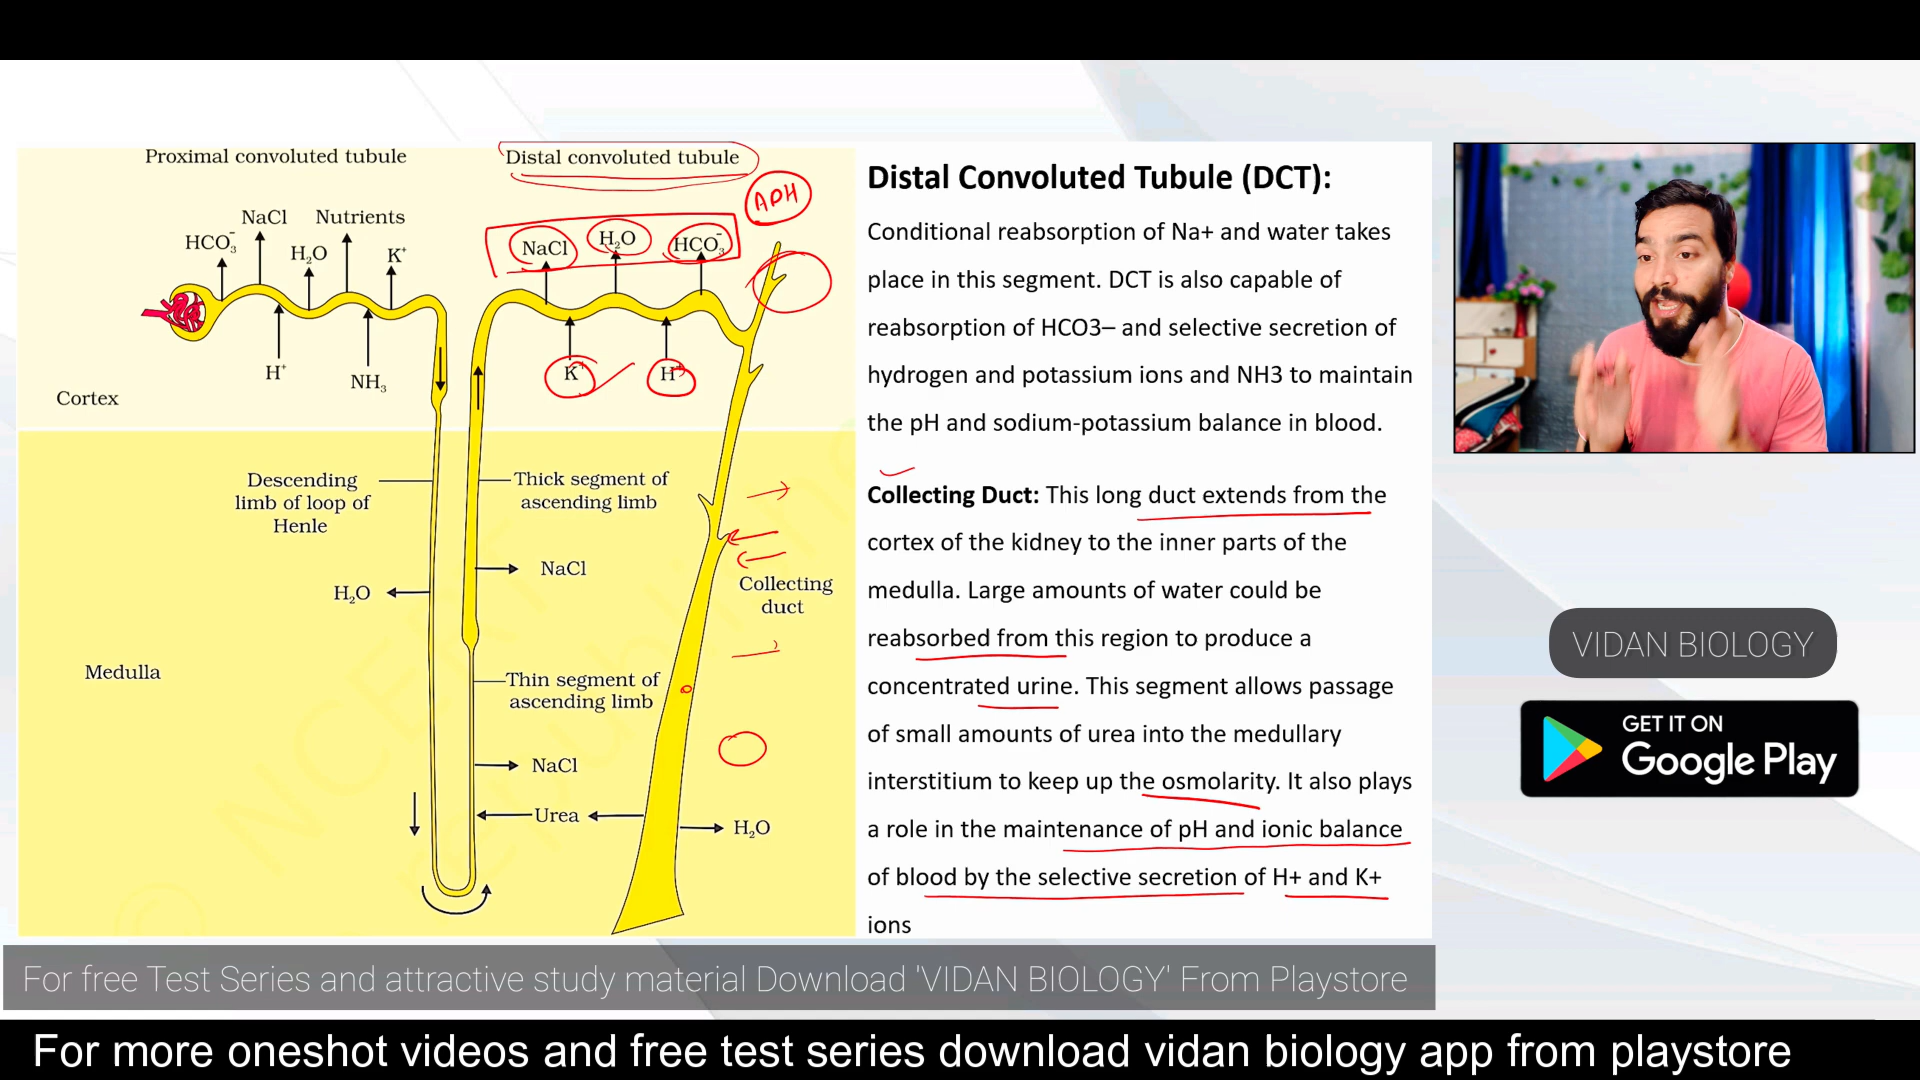 Proximal convoluted tubule
Distal convoluted tubule
ADH
NaCl
Nutrients
HCO₃⁻
H₂O
K⁺
NaCl
H₂O
HCO₃⁻
H⁺
NH₃
K⁺
H⁺
Cortex
Descending
limb of loop of
Henle
Thick segment of
ascending limb
NaCl
H₂O
Collecting
duct
Medulla
Thin segment of
ascending limb
NaCl
Urea
H₂O
Distal Convoluted Tubule (DCT):
Conditional reabsorption of Na+ and water takes
place in this segment. DCT is also capable of
reabsorption of HCO3– and selective secretion of
hydrogen and potassium ions and NH3 to maintain
the pH and sodium-potassium balance in blood.
Collecting Duct: This long duct extends from the
cortex of the kidney to the inner parts of the
medulla. Large amounts of water could be
reabsorbed from this region to produce a
concentrated urine. This segment allows passage
of small amounts of urea into the medullary
interstitium to keep up the osmolarity. It also plays
a role in the maintenance of pH and ionic balance
of blood by the selective secretion of H+ and K+
ions
VIDAN BIOLOGY
GET IT ON
Google Play
For free Test Series and attractive study material Download 'VIDAN BIOLOGY' From Playstore
For more oneshot videos and free test series download vidan biology app from playstore